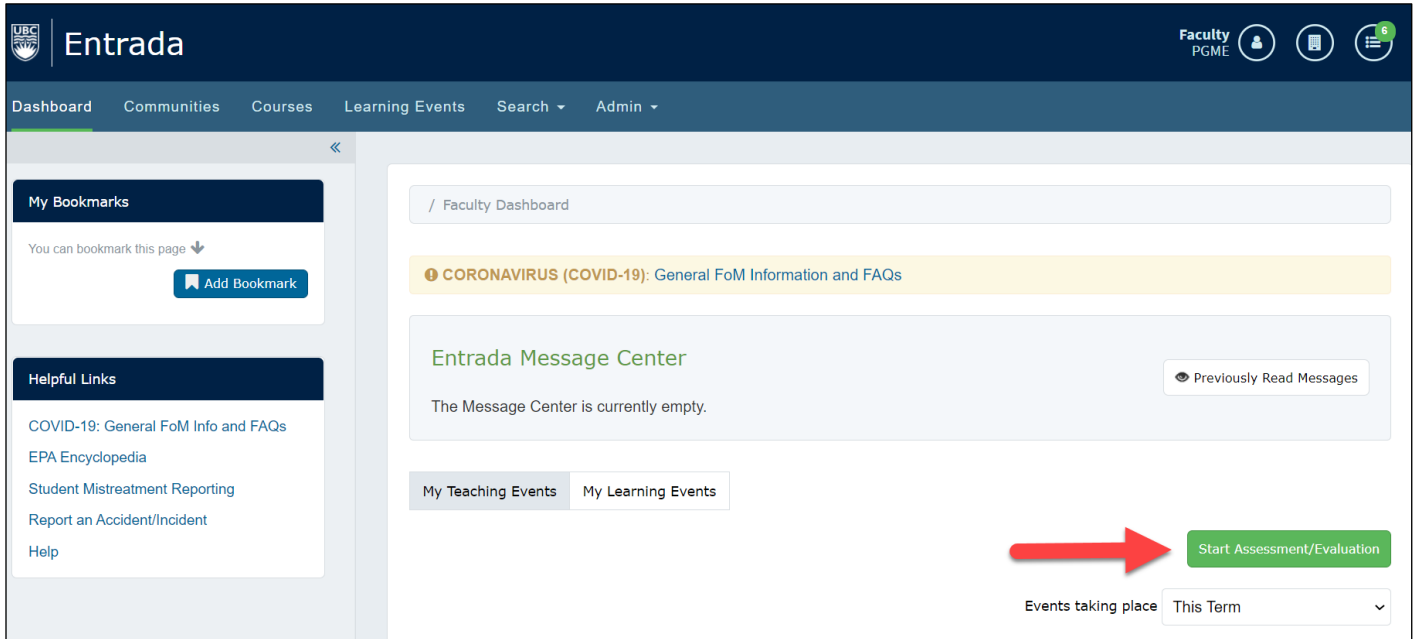 UBC
Entrada
Faculty
PGME
6
Dashboard Communities Courses Learning Events Search Admin
«
My Bookmarks
You can bookmark this page
Add Bookmark
Helpful Links
COVID-19: General FoM Info and FAQs
EPA Encyclopedia
Student Mistreatment Reporting
Report an Accident/Incident
Help
/ Faculty Dashboard
CORONAVIRUS (COVID-19): General FoM Information and FAQs
Entrada Message Center
Previously Read Messages
The Message Center is currently empty.
My Teaching Events My Learning Events
Start Assessment/Evaluation
Events taking place This Term